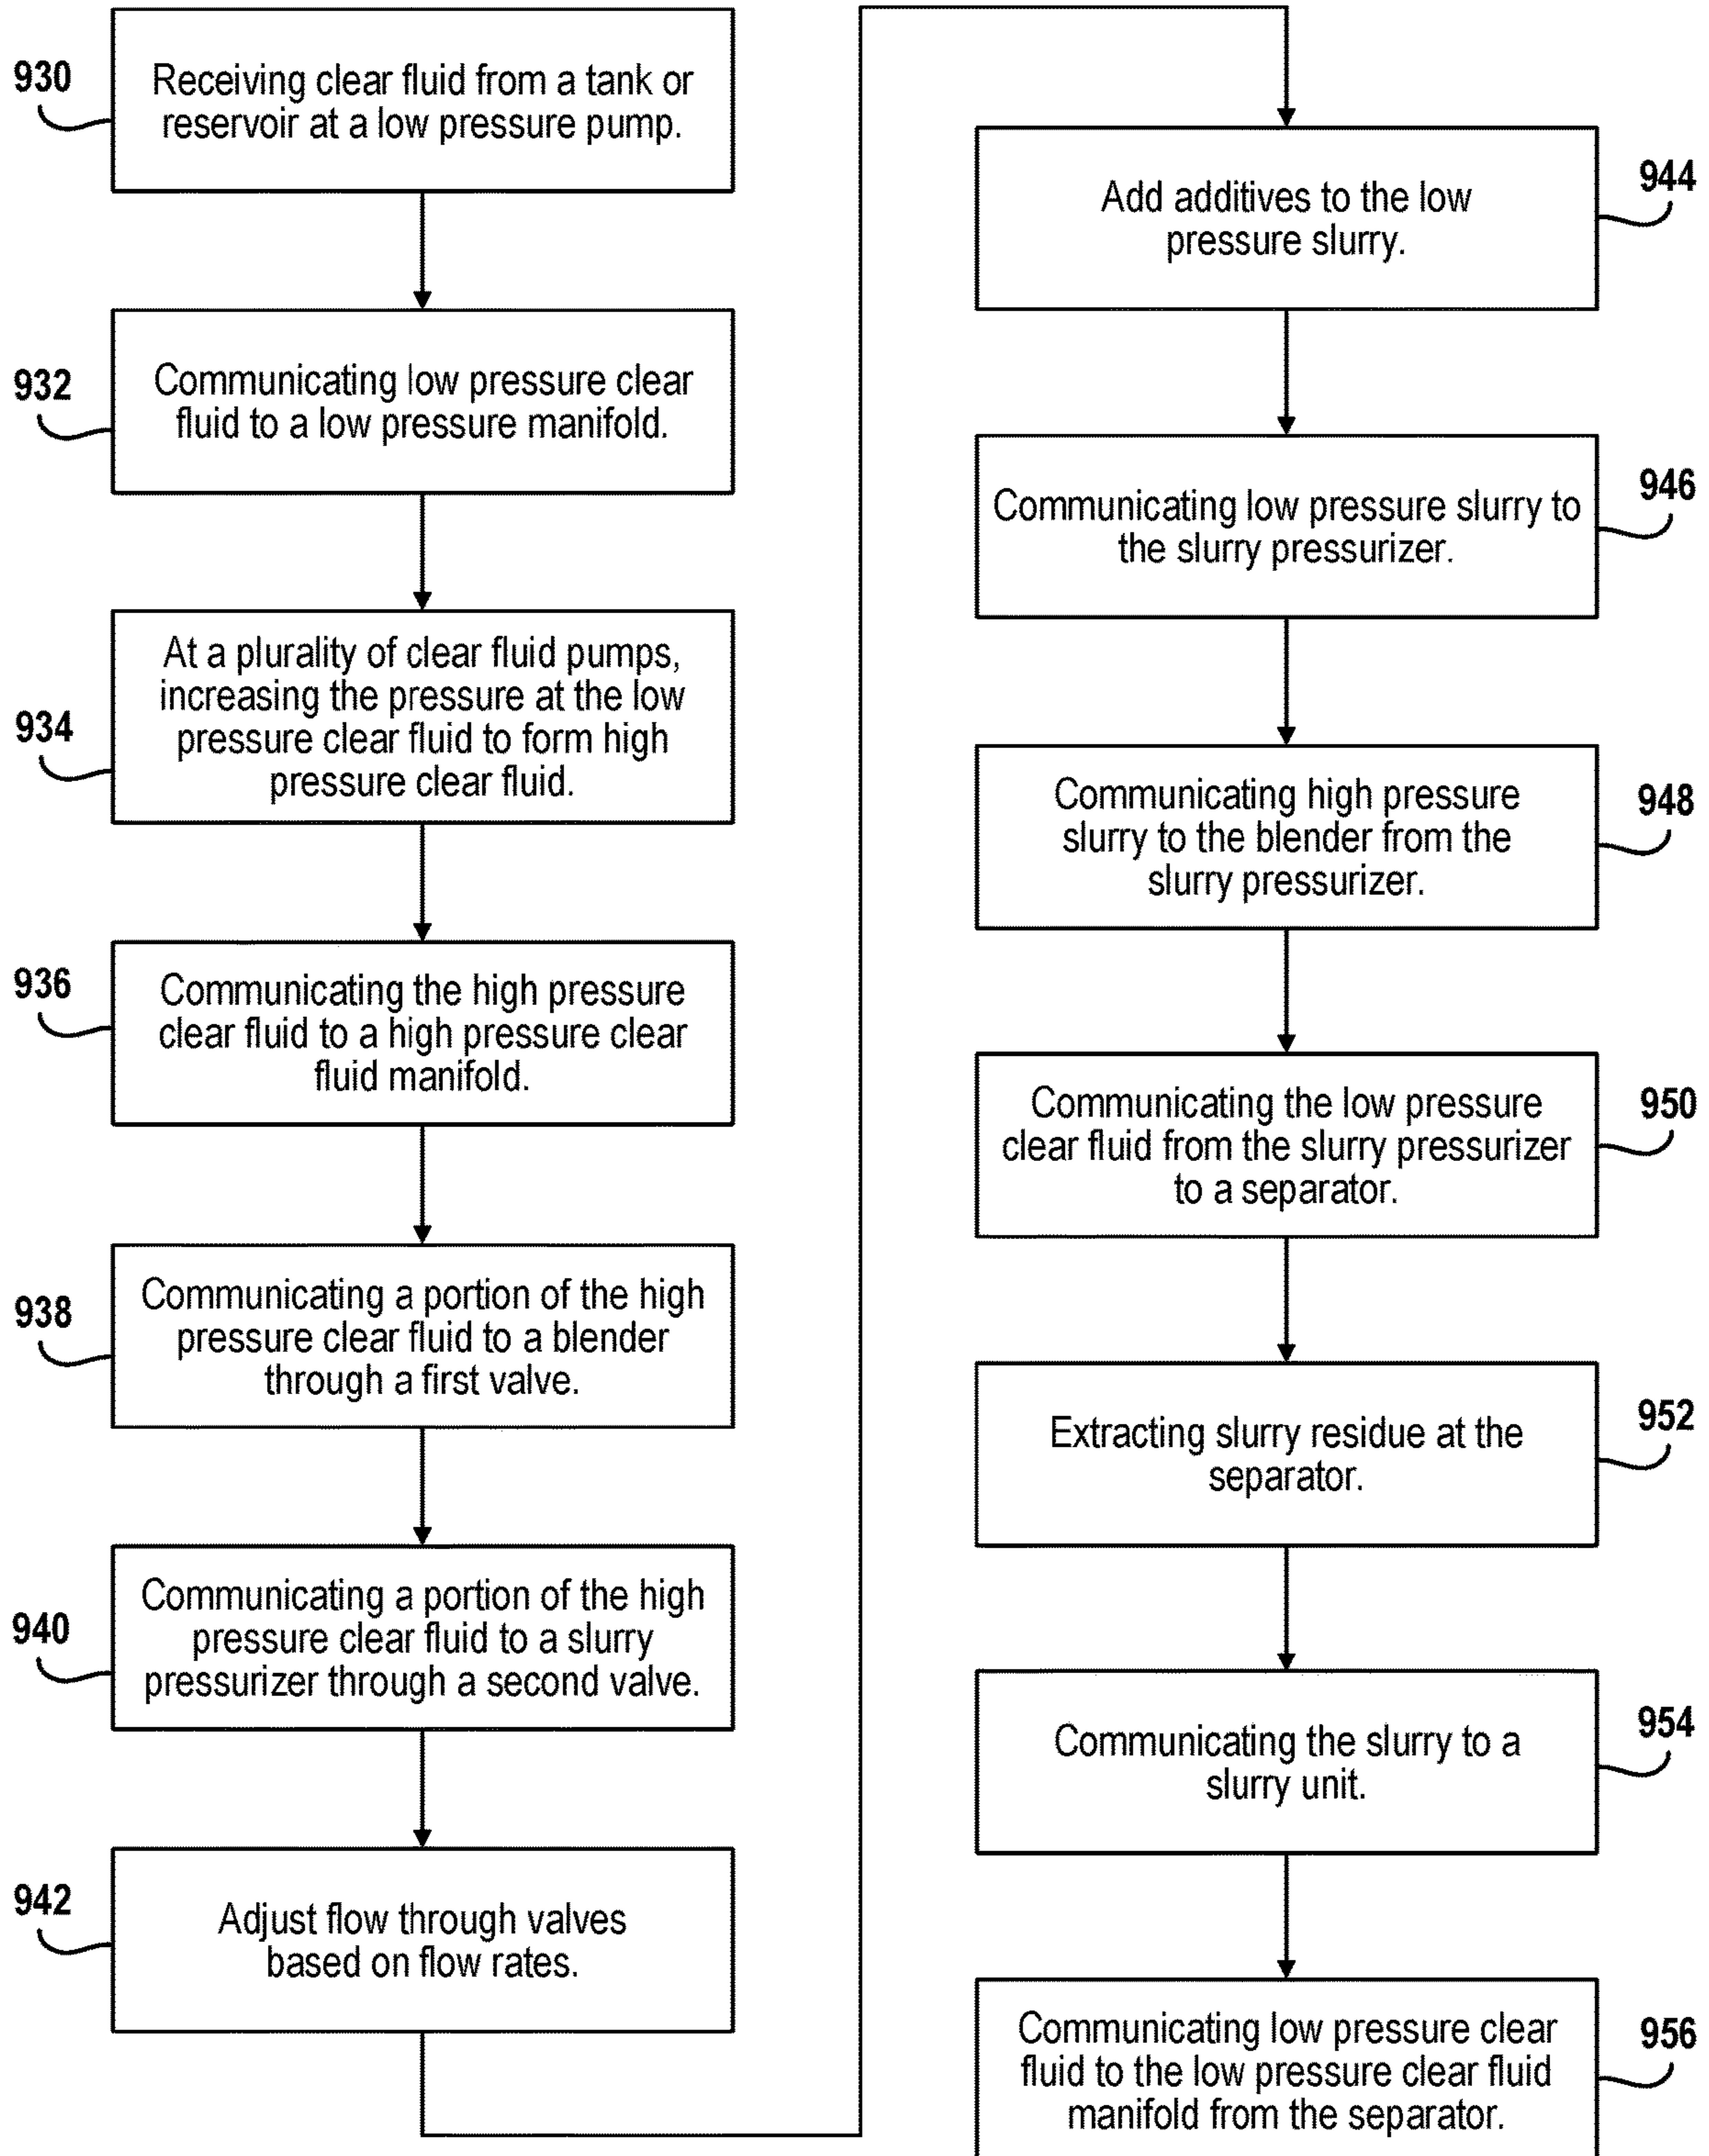 930
Receiving clear fluid from a tank or
reservoir at a low pressure pump.
932
Communicating low pressure clear
fluid to a low pressure manifold.
934
At a plurality of clear fluid pumps,
increasing the pressure at the low
pressure clear fluid to form high
pressure clear fluid.
936
Communicating the high pressure
clear fluid to a high pressure clear
fluid manifold.
938
Communicating a portion of the high
pressure clear fluid to a blender
through a first valve.
940
Communicating a portion of the high
pressure clear fluid to a slurry
pressurizer through a second valve.
942
Adjust flow through valves
based on flow rates.
944
Add additives to the low
pressure slurry.
946
Communicating low pressure slurry to
the slurry pressurizer.
948
Communicating high pressure
slurry to the blender from the
slurry pressurizer.
950
Communicating the low pressure
clear fluid from the slurry pressurizer
to a separator.
952
Extracting slurry residue at the
separator.
954
Communicating the slurry to a
slurry unit.
956
Communicating low pressure clear
fluid to the low pressure clear fluid
manifold from the separator.